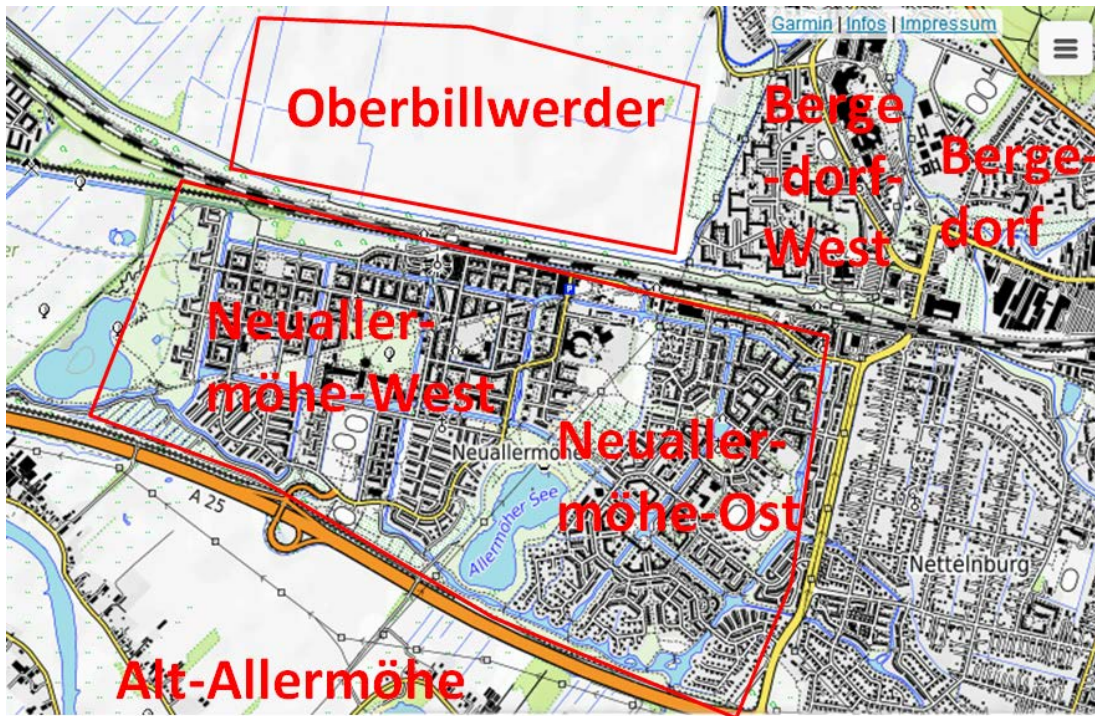 Garmin | Infos | Impressum
Oberbillwerder
Berge
-dorf-
West
Berge-
dorf
Neualler-
möhe-West
Neuallermöhe
Neualler-
möhe-Ost
Allermöher See
A 25
Nettelnburg
Alt-Allermöhe
P